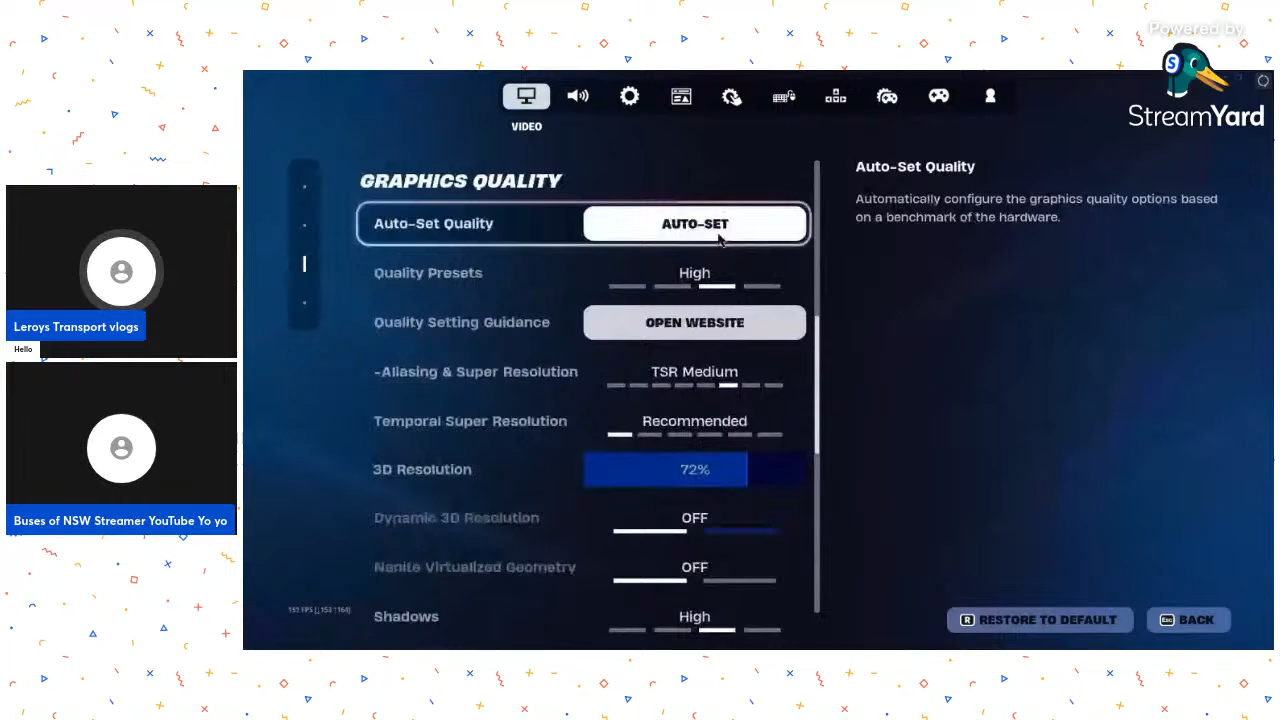 Powered by
StreamYard
VIDEO
GRAPHICS QUALITY
Auto-Set Quality AUTO-SET
Quality Presets High
Quality Setting Guidance OPEN WEBSITE
-Aliasing & Super Resolution TSR Medium
Temporal Super Resolution Recommended
3D Resolution 72%
Dynamic 3D Resolution OFF
Nanite Virtualized Geometry OFF
Shadows High
Auto-Set Quality
Automatically configure the graphics quality options based
on a benchmark of the hardware.
R RESTORE TO DEFAULT
Esc BACK
Leroys Transport vlogs
Hello
Buses of NSW Streamer YouTube Yo yo